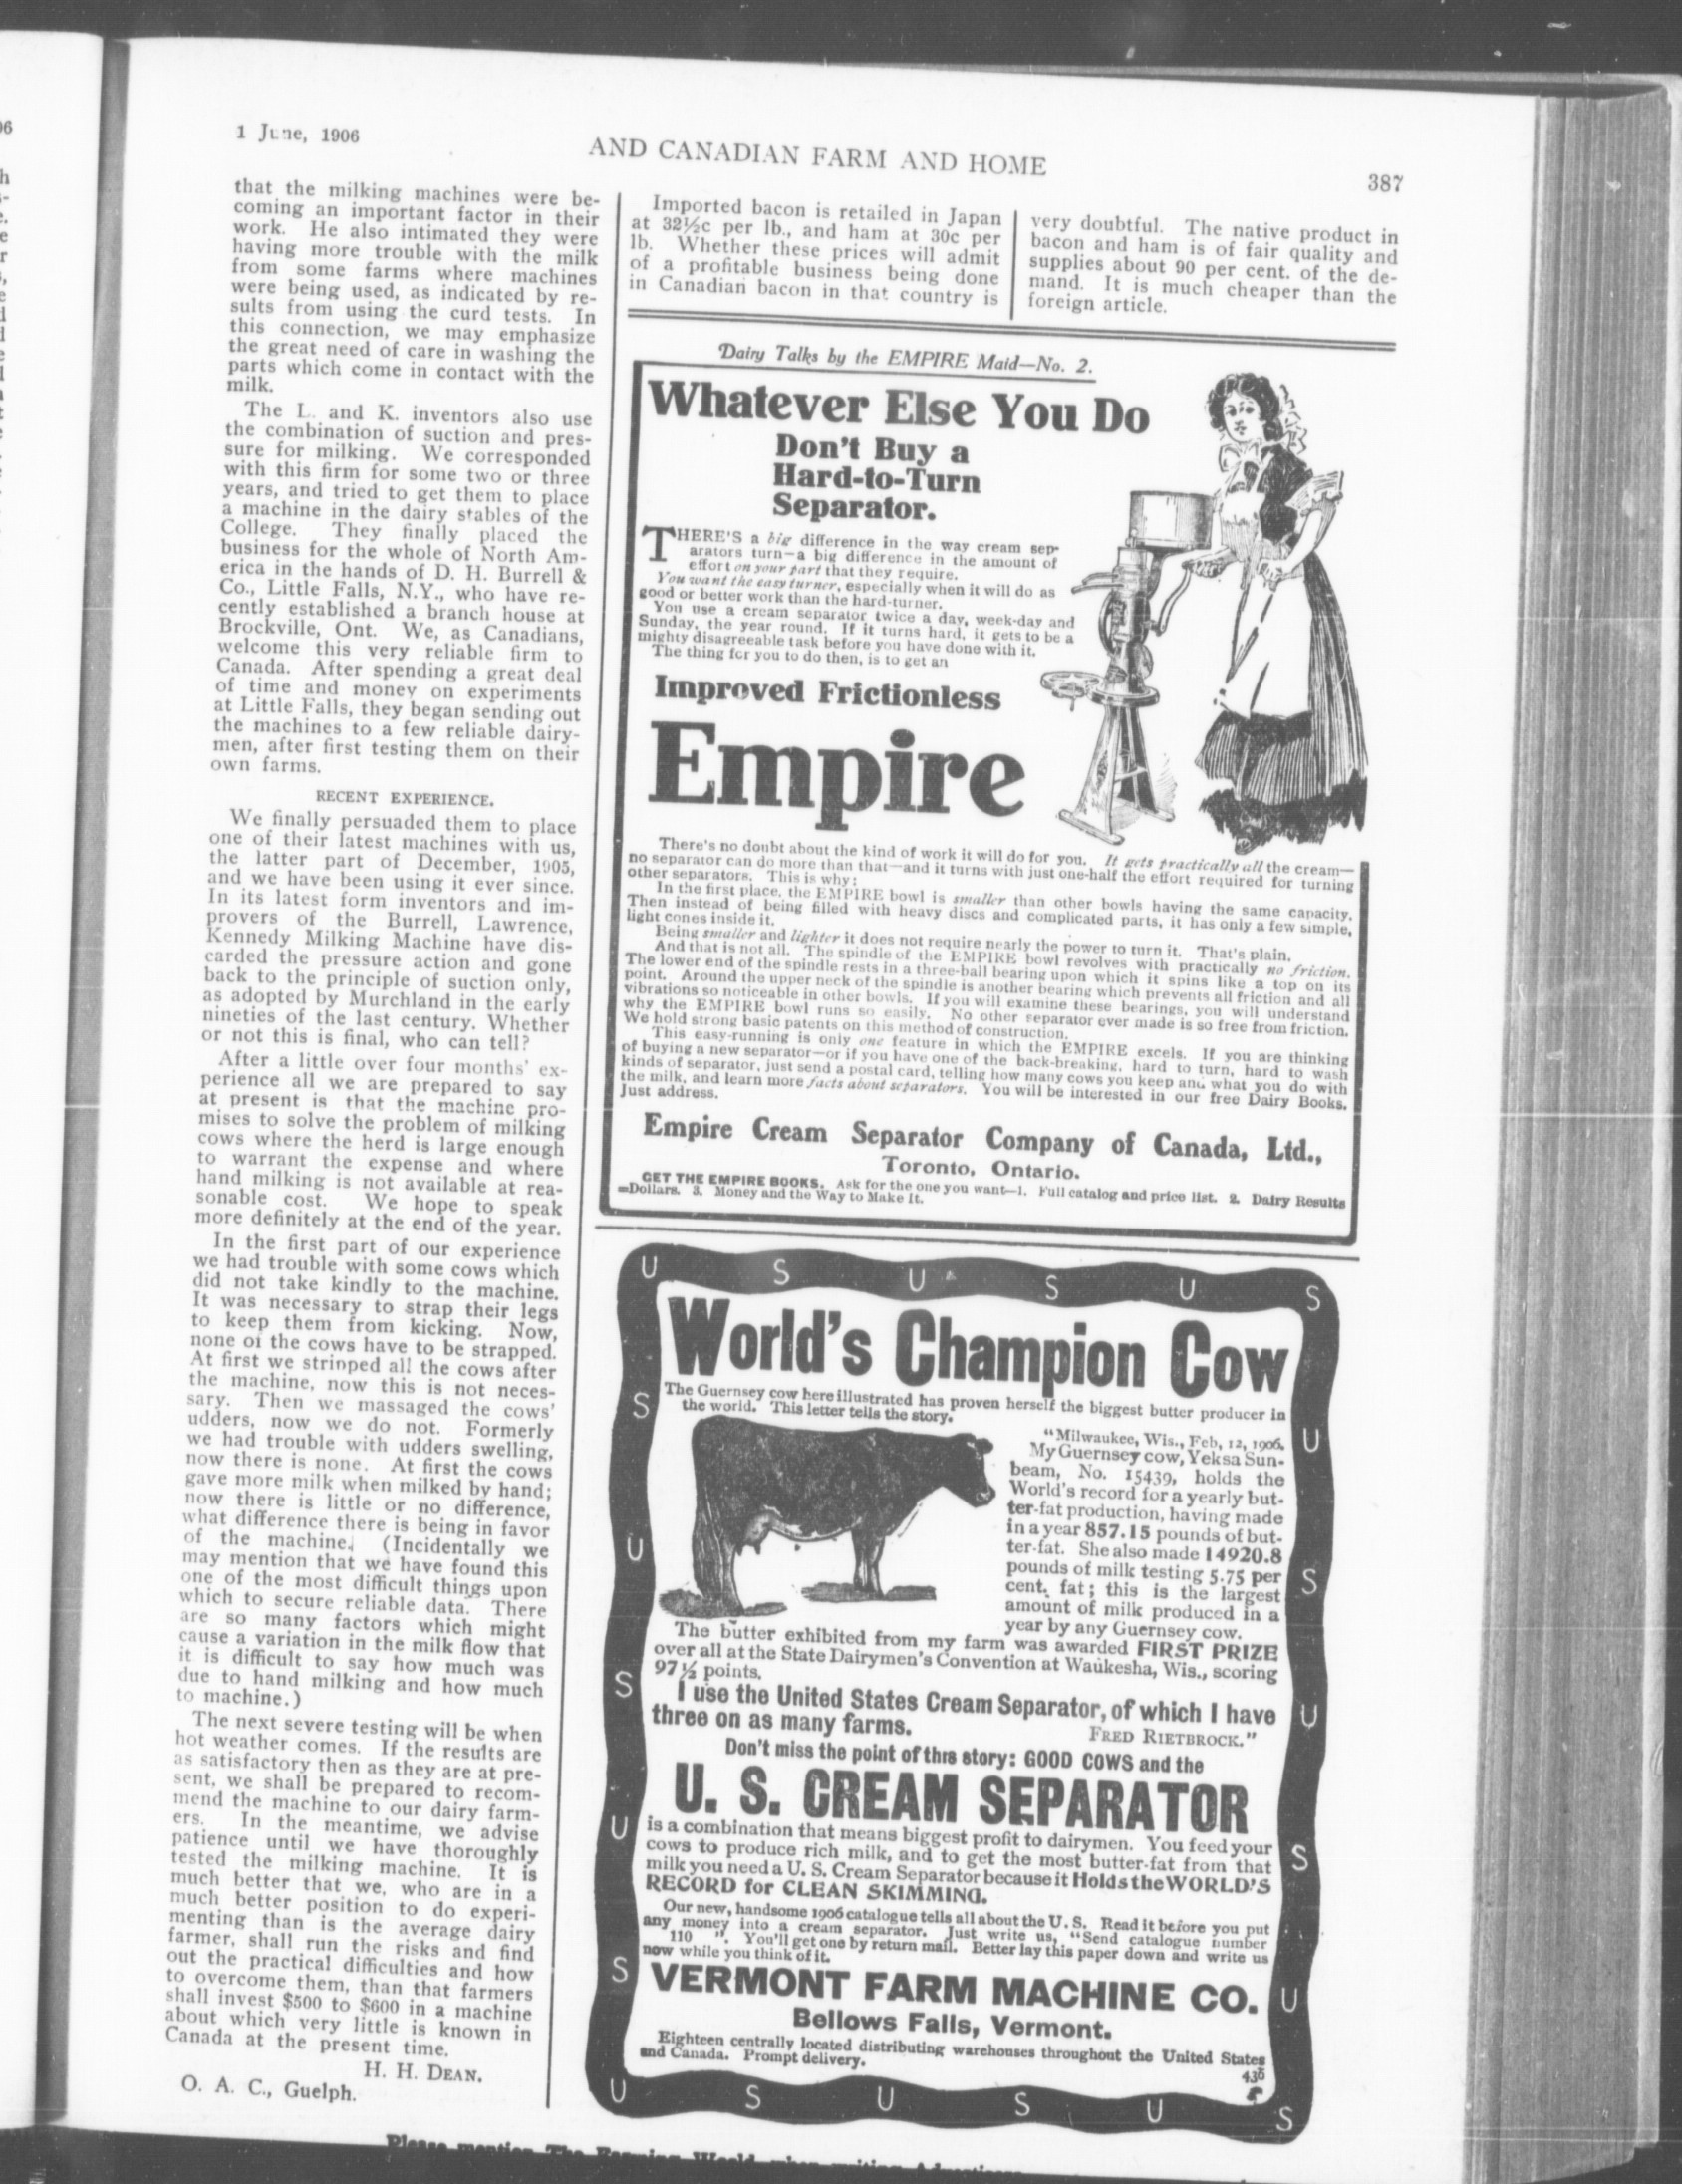 1 June, 1906
AND CANADIAN FARM AND HOME
387
that the milking machines were be-
coming an important factor in their
work. He also intimated they were
having more trouble with the milk
from some farms where machines
were being used, as indicated by re-
sults from using the curd tests. In
this connection, we may emphasize
the great need of care in washing the
parts which come in contact with the
milk.
The L. and K. inventors also use
the combination of suction and pres-
sure for milking. We corresponded
with this firm for some two or three
years, and tried to get them to place
a machine in the dairy stables of the
College. They finally placed the
business for the whole of North Am-
erica in the hands of D. H. Burrell &
Co., Little Falls, N.Y., who have re-
cently established a branch house at
Brockville, Ont. We, as Canadians,
welcome this very reliable firm to
Canada. After spending a great deal
of time and money on experiments
at Little Falls, they began sending out
the machines to a few reliable dairy-
men, after first testing them on their
own farms.
RECENT EXPERIENCE.
We finally persuaded them to place
one of their latest machines with us,
the latter part of December, 1905,
and we have been using it ever since.
In its latest form inventors and im-
provers of the Burrell, Lawrence,
Kennedy Milking Machine have dis-
carded the pressure action and gone
back to the principle of suction only,
as adopted by Murchland in the early
nineties of the last century. Whether
or not this is final, who can tell?
After a little over four months' ex-
perience all we are prepared to say
at present is that the machine pro-
mises to solve the problem of milking
cows where the herd is large enough
to warrant the expense and where
hand milking is not available at rea-
sonable cost. We hope to speak
more definitely at the end of the year.
In the first part of our experience
we had trouble with some cows which
did not take kindly to the machine.
It was necessary to strap their legs
to keep them from kicking. Now,
none of the cows have to be strapped.
At first we stripped all the cows after
the machine, now this is not neces-
sary. Then we massaged the cows'
udders, now we do not. Formerly
we had trouble with udders swelling,
now there is none. At first the cows
gave more milk when milked by hand;
now there is little or no difference,
what difference there is being in favor
of the machine. (Incidentally we
may mention that we have found this
one of the most difficult things upon
which to secure reliable data. There
are so many factors which might
cause a variation in the milk flow that
it is difficult to say how much was
due to hand milking and how much
to machine.)
The next severe testing will be when
hot weather comes. If the results are
as satisfactory then as they are at pre-
sent, we shall be prepared to recom-
mend the machine to our dairy farm-
ers. In the meantime, we advise
patience until we have thoroughly
tested the milking machine. It is
much better that we, who are in a
much better position to do experi-
menting than is the average dairy
farmer, shall run the risks and find
out the practical difficulties and how
to overcome them, than that farmers
shall invest $500 to $600 in a machine
about which very little is known in
Canada at the present time.
H. H. DEAN.
O. A. C., Guelph.
Imported bacon is retailed in Japan
at 32½c per lb., and ham at 30c per
lb. Whether these prices will admit
of a profitable business being done
in Canadian bacon in that country is
very doubtful. The native product in
bacon and ham is of fair quality and
supplies about 90 per cent. of the de-
mand. It is much cheaper than the
foreign article.
Dairy Talks by the EMPIRE Maid—No. 2.
Whatever Else You Do
Don't Buy a
Hard-to-Turn
Separator.
THERE'S a big difference in the way cream sep-
arators turn—a big difference in the amount of
effort on your part that they require.
You want the easy turner, especially when it will do as
good or better work than the hard-turner.
You use a cream separator twice a day, week-day and
Sunday, the year round. If it turns hard, it gets to be a
mighty disagreeable task before you have done with it.
The thing for you to do then, is to get an
Improved Frictionless
Empire
There's no doubt about the kind of work it will do for you. It gets practically all the cream—
no separator can do more than that—and it turns with just one-half the effort required for turning
other separators. This is why:
In the first place, the EMPIRE bowl is smaller than other bowls having the same capacity.
Then instead of being filled with heavy discs and complicated parts, it has only a few simple,
light cones inside it.
Being smaller and lighter it does not require nearly the power to turn it. That's plain.
And that is not all. The spindle of the EMPIRE bowl revolves with practically no friction.
The lower end of the spindle rests in a three-ball bearing upon which it spins like a top on its
point. Around the upper neck of the spindle is another bearing which prevents all friction and all
vibrations so noticeable in other bowls. If you will examine these bearings, you will understand
why the EMPIRE bowl runs so easily. No other separator ever made is so free from friction.
We hold strong basic patents on this method of construction.
This easy-running is only one feature in which the EMPIRE excels. If you are thinking
of buying a new separator—or if you have one of the back-breaking, hard to turn, hard to wash
kinds of separator, just send a postal card, telling how many cows you keep and what you do with
the milk, and learn more facts about separators. You will be interested in our free Dairy Books.
Just address.
Empire Cream Separator Company of Canada, Ltd.,
Toronto, Ontario.
GET THE EMPIRE BOOKS. Ask for the one you want—1. Full catalog and price list. 2. Dairy Results
=Dollars. 3. Money and the Way to Make It.
U S U S U S
World's Champion Cow
The Guernsey cow here illustrated has proven herself the biggest butter producer in
the world. This letter tells the story.
"Milwaukee, Wis., Feb, 12, 1906.
My Guernsey cow, Yeksa Sun-
beam, No. 15439, holds the
World's record for a yearly but-
ter-fat production, having made
in a year 857.15 pounds of but-
ter-fat. She also made 14920.8
pounds of milk testing 5.75 per
cent. fat; this is the largest
amount of milk produced in a
year by any Guernsey cow.
The butter exhibited from my farm was awarded FIRST PRIZE
over all at the State Dairymen's Convention at Waukesha, Wis., scoring
97½ points.
I use the United States Cream Separator, of which I have
three on as many farms.
FRED RIETBROCK."
Don't miss the point of thrs story: GOOD COWS and the
U. S. CREAM SEPARATOR
is a combination that means biggest profit to dairymen. You feed your
cows to produce rich milk, and to get the most butter-fat from that
milk you need a U. S. Cream Separator because it Holds the WORLD'S
RECORD for CLEAN SKIMMING.
Our new, handsome 1906 catalogue tells all about the U. S. Read it before you put
any money into a cream separator. Just write us, "Send catalogue number
110 ". You'll get one by return mail. Better lay this paper down and write us
now while you think of it.
VERMONT FARM MACHINE CO.
Bellows Falls, Vermont.
Eighteen centrally located distributing warehouses throughout the United States
and Canada. Prompt delivery.
436
S U S U S
U S U S U
U S U S U S
Please mention The Farming World when writing